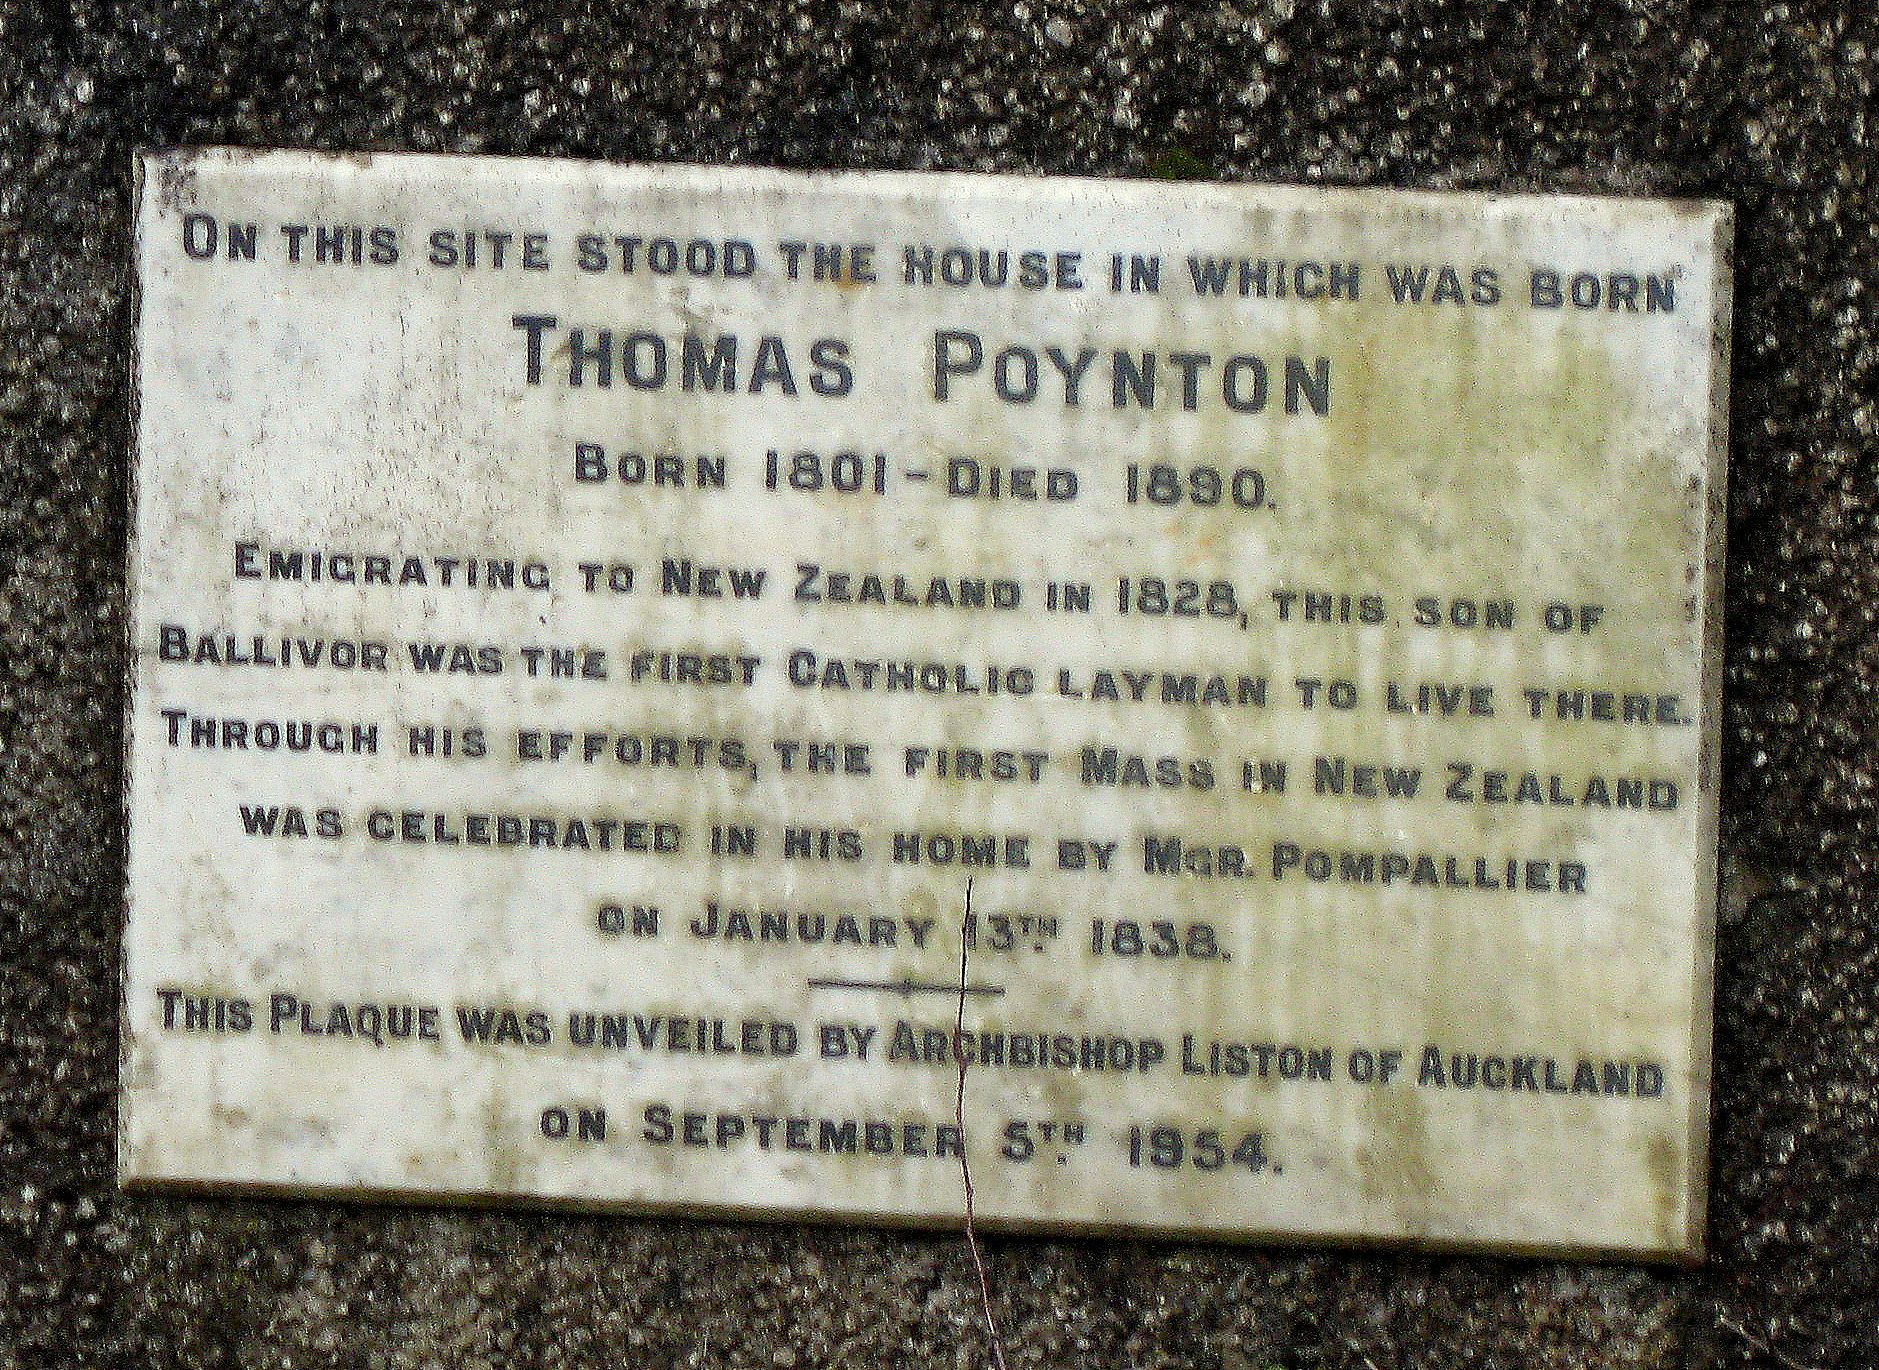 On this site stood the house in which was born
Thomas Poynton
Born 1801 - Died 1890.
Emigrating to New Zealand in 1828, this son of
Ballivor was the first Catholic layman to live there.
Through his efforts, the first Mass in New Zealand
was celebrated in his home by Mgr. Pompallier
on January 13th. 1838.
This Plaque was unveiled by Archbishop Liston of Auckland
on September 5th. 1954.